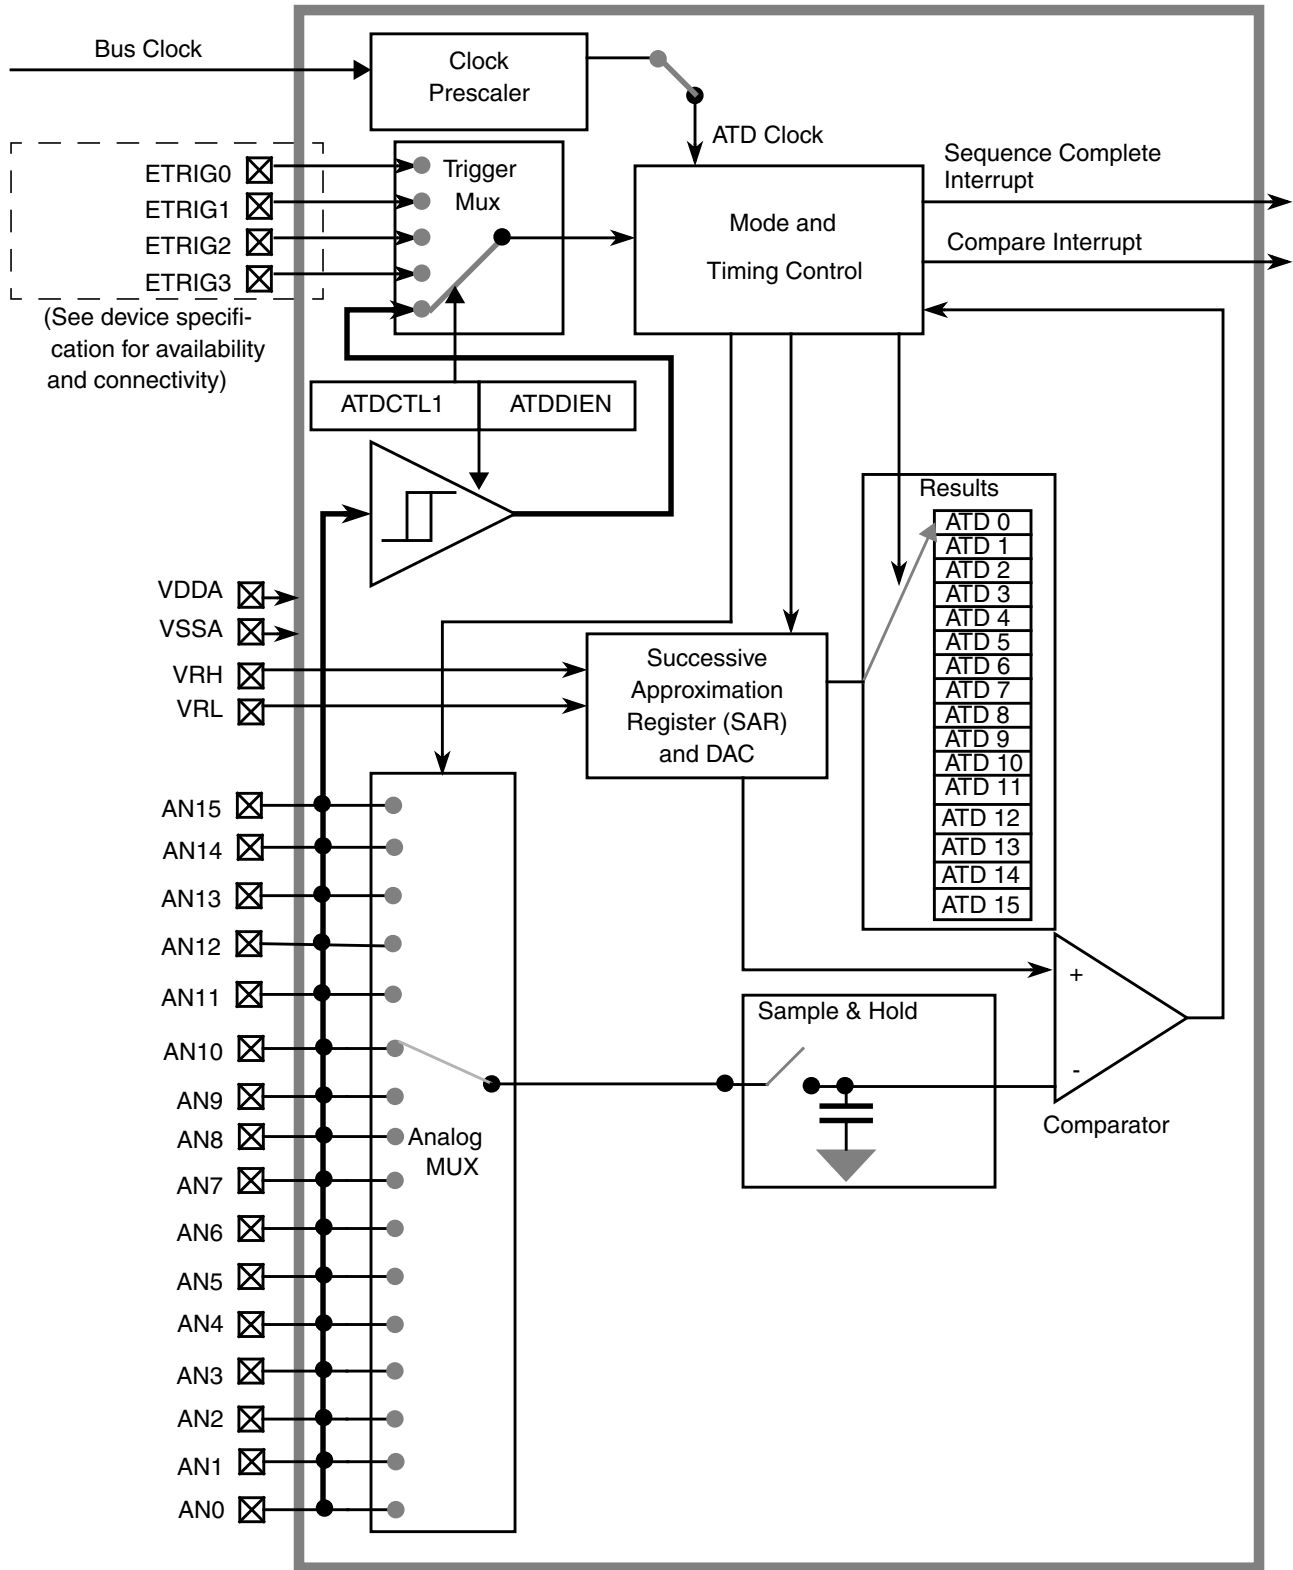 Bus Clock
Clock
Prescaler
ATD Clock
ETRIG0
ETRIG1
ETRIG2
ETRIG3
(See device specifi-
cation for availability
and connectivity)
Trigger
Mux
Mode and
Timing Control
Sequence Complete
Interrupt
Compare Interrupt
ATDCTL1
ATDDIEN
Results
ATD 0
ATD 1
ATD 2
ATD 3
ATD 4
ATD 5
ATD 6
ATD 7
ATD 8
ATD 9
ATD 10
ATD 11
ATD 12
ATD 13
ATD 14
ATD 15
VDDA
VSSA
VRH
VRL
Successive
Approximation
Register (SAR)
and DAC
AN15
AN14
AN13
AN12
AN11
AN10
AN9
AN8
AN7
AN6
AN5
AN4
AN3
AN2
AN1
AN0
Analog
MUX
Sample & Hold
+
-
Comparator